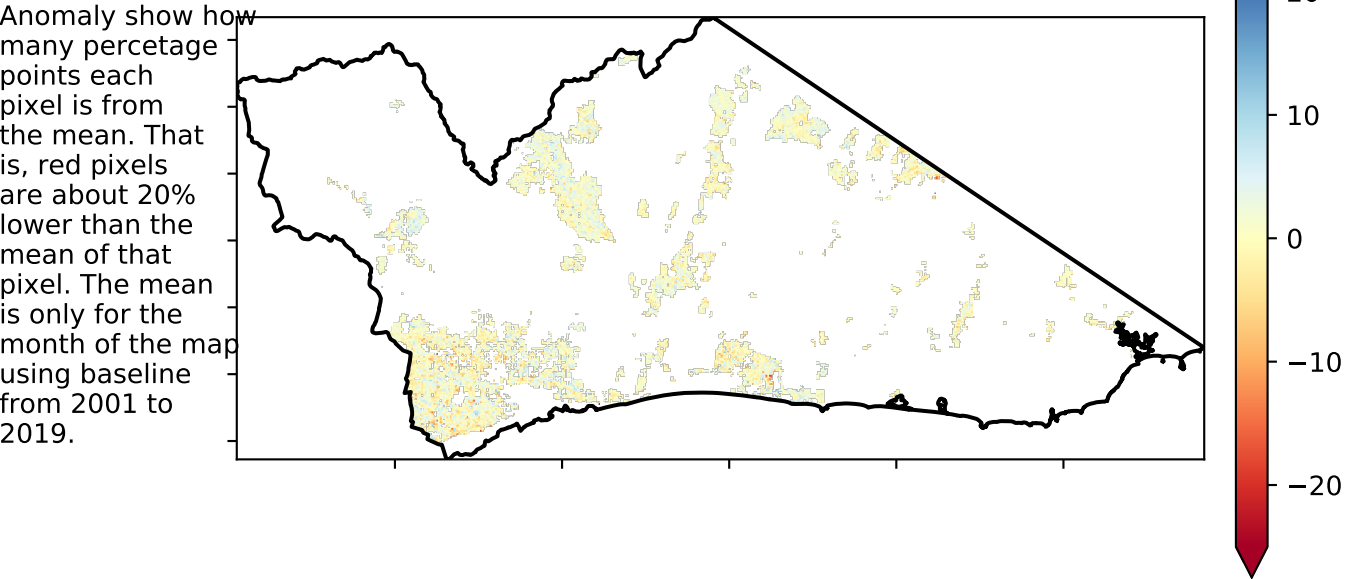 Anomaly show how
many percetage
points each
pixel is from
the mean. That
is, red pixels
are about 20%
lower than the
mean of that
pixel. The mean
is only for the
month of the map
using baseline
from 2001 to
2019.
10
0
−10
−20